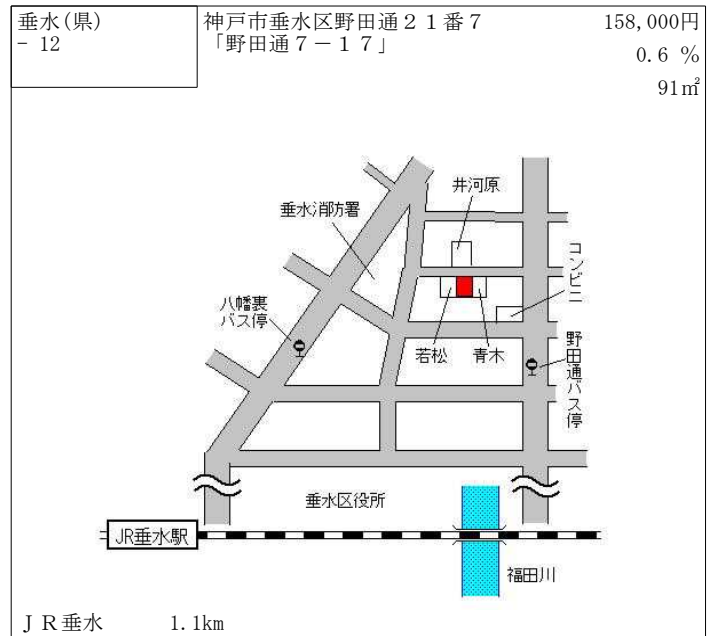 垂水(県)
－ 12
神戸市垂水区野田通２１番７
「野田通７－１７」
158,000円
0.6 %
91㎡
井河原
垂水消防署
コンビニ
八幡裏
バス停
若松
青木
野田通バス停
垂水区役所
JR垂水駅
福田川
ＪＲ垂水
1.1km